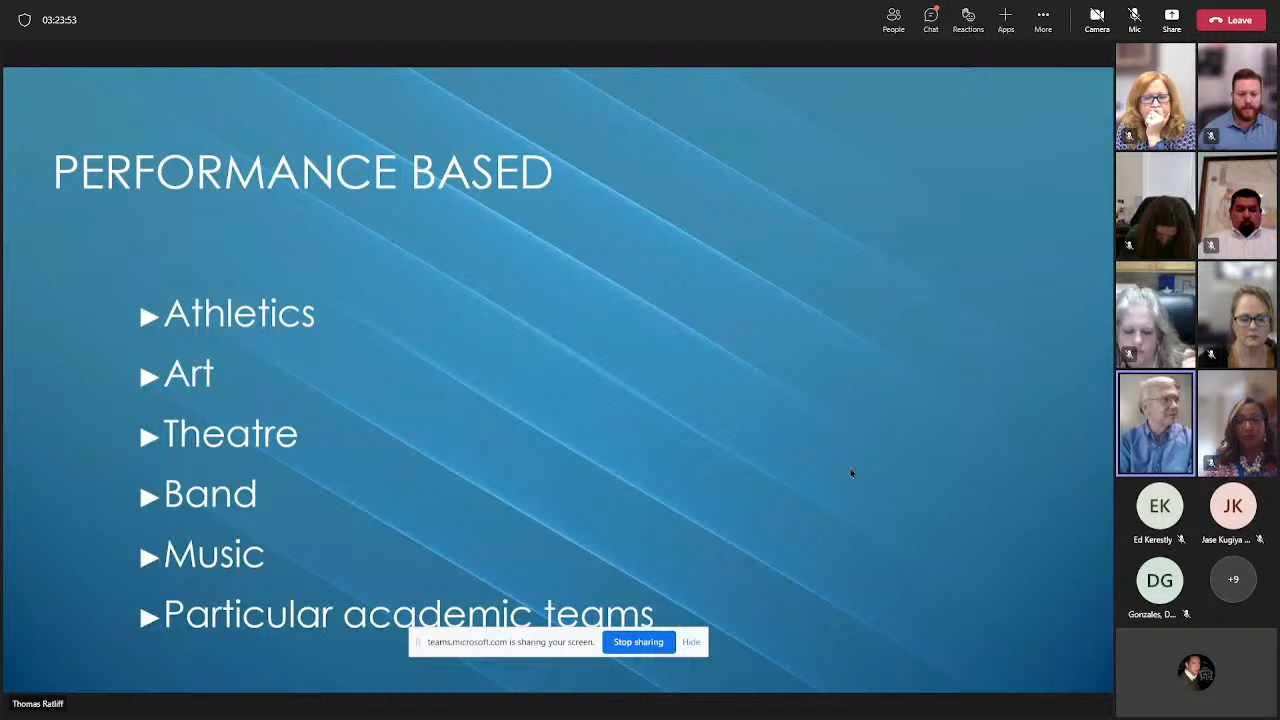 03:23:53
People
Chat
Reactions
Apps
More
Camera
Mic
Share
Leave
PERFORMANCE BASED
Athletics
Art
Theatre
Band
Music
Particular academic teams
teams.microsoft.com is sharing your screen.
Stop sharing
Hide
EK
JK
Ed Kerestly
Jase Kugiya ...
DG
+9
Gonzales, D...
Thomas Ratliff